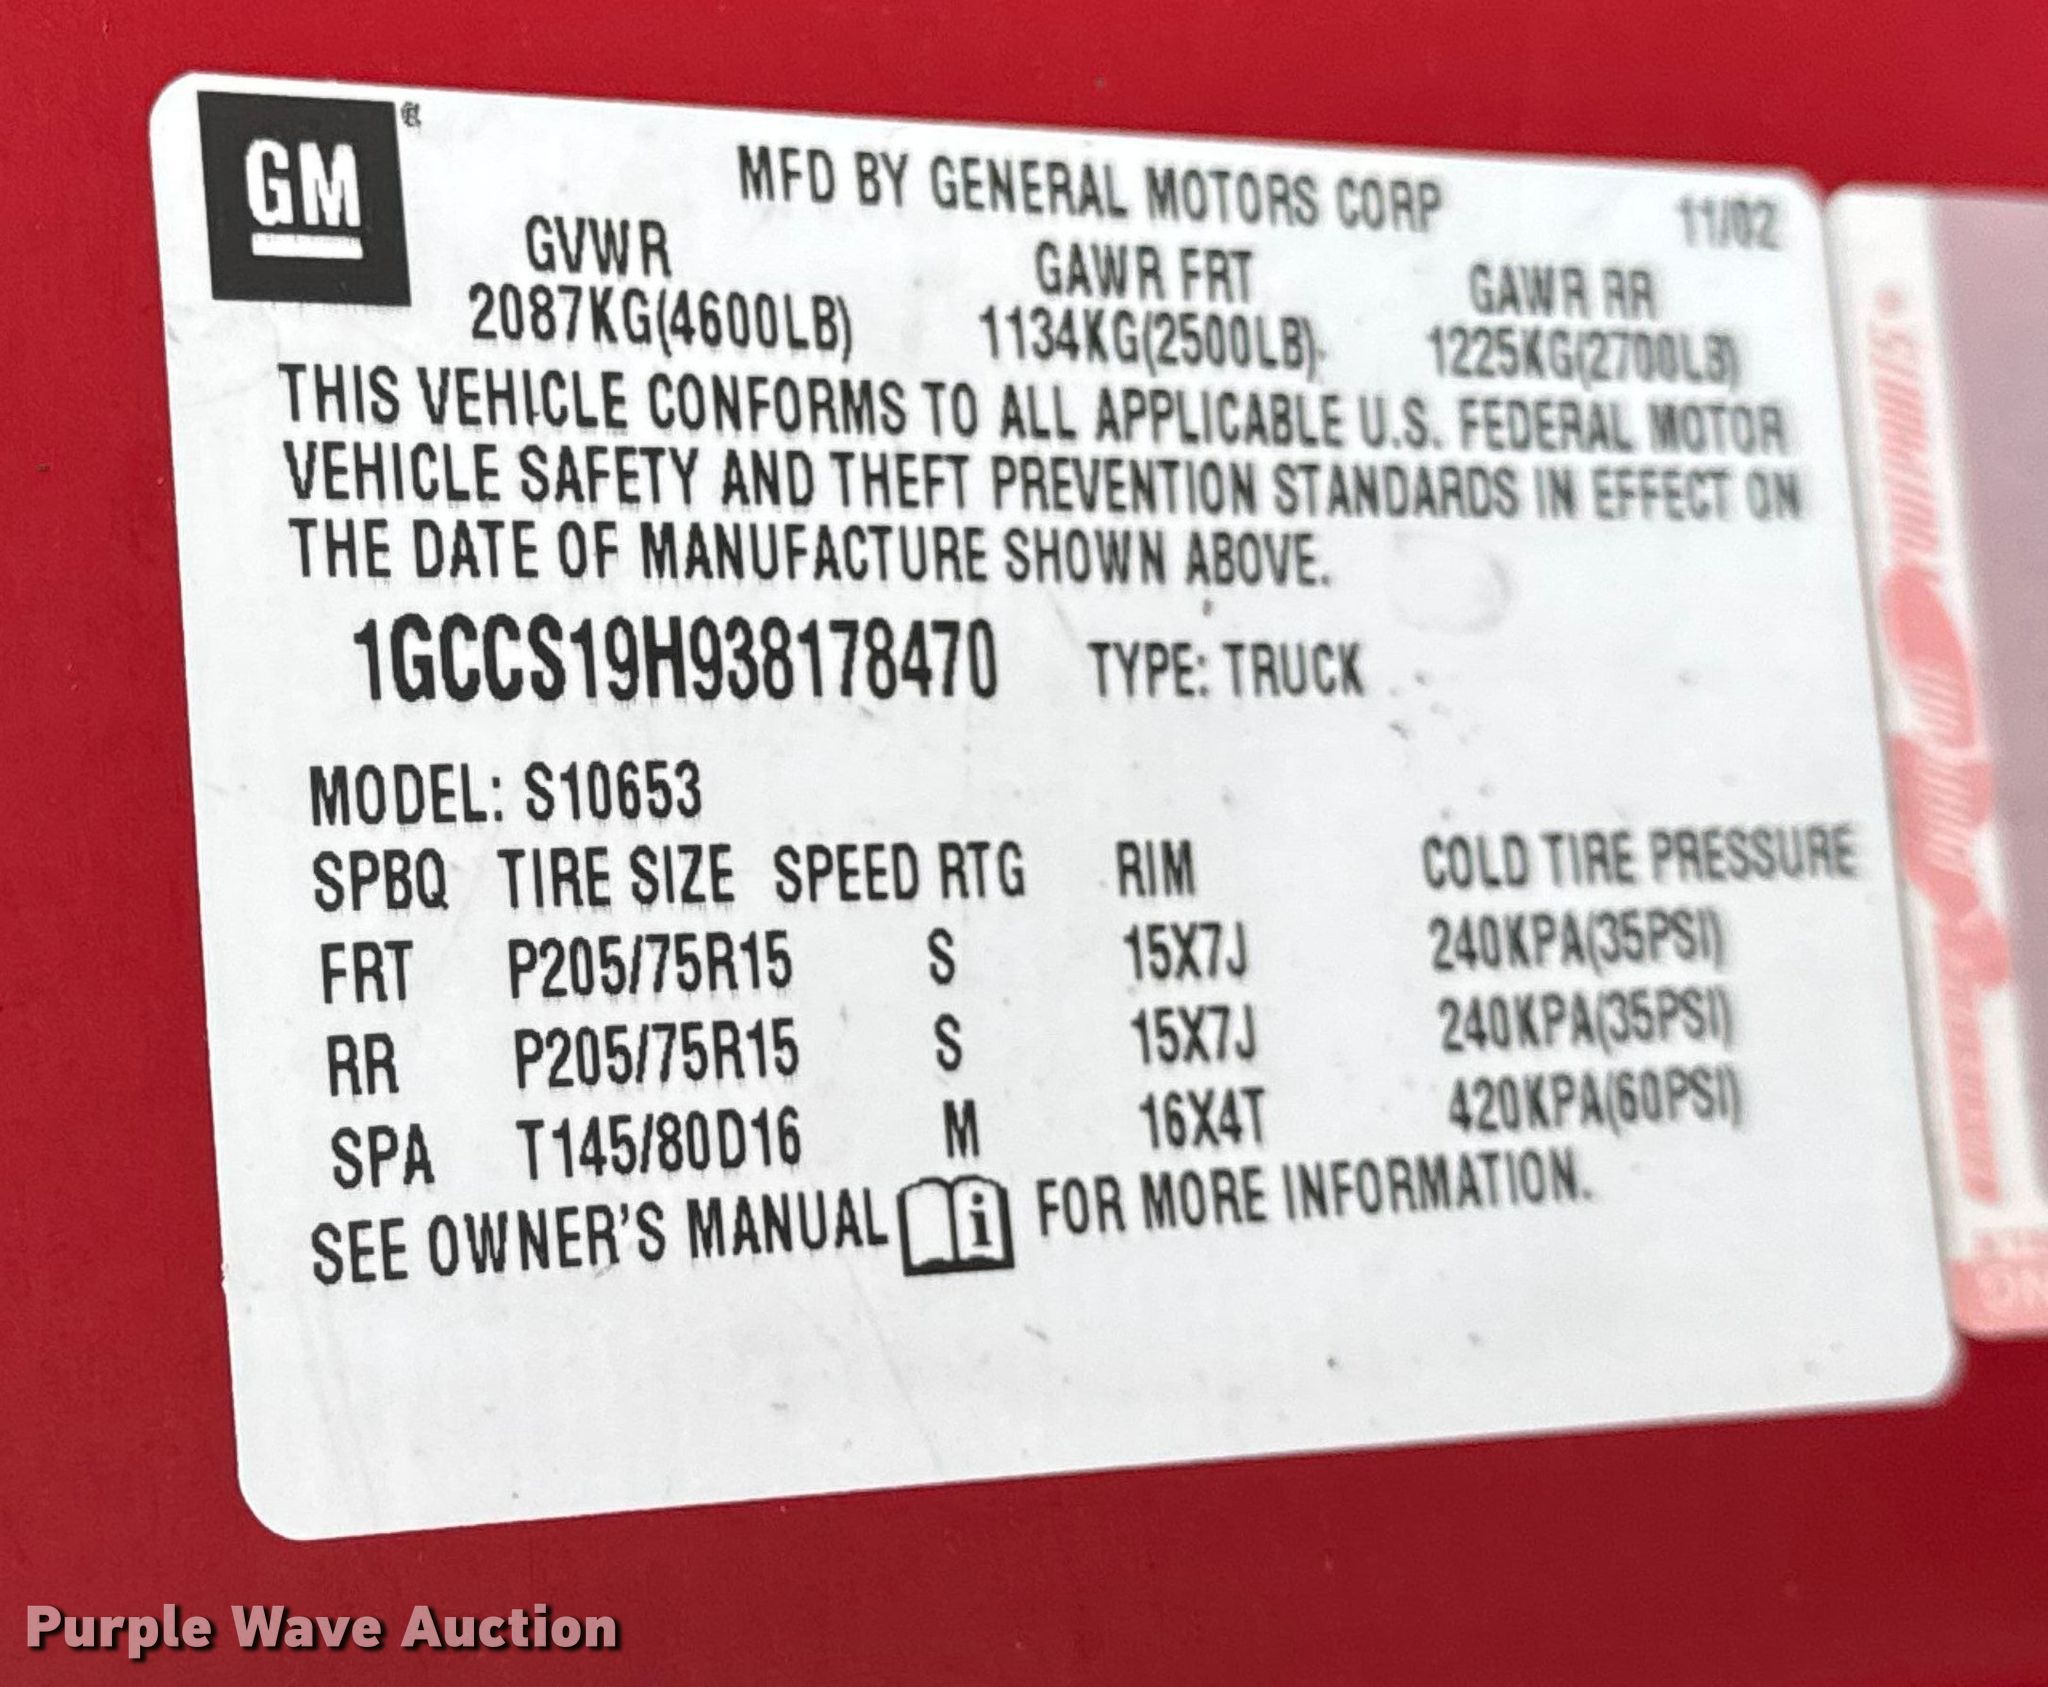 GM
MFD BY GENERAL MOTORS CORP 11/02
GVWR GAWR FRT GAWR RR
2087KG(4600LB) 1134KG(2500LB) 1225KG(2700LB)
THIS VEHICLE CONFORMS TO ALL APPLICABLE U.S. FEDERAL MOTOR
VEHICLE SAFETY AND THEFT PREVENTION STANDARDS IN EFFECT ON
THE DATE OF MANUFACTURE SHOWN ABOVE.
1GCCS19H938178470 TYPE: TRUCK
MODEL: S10653
SPBQ TIRE SIZE SPEED RTG RIM COLD TIRE PRESSURE
FRT P205/75R15 S 15X7J 240KPA(35PSI)
RR P205/75R15 S 15X7J 240KPA(35PSI)
SPA T145/80D16 M 16X4T 420KPA(60PSI)
SEE OWNER'S MANUAL i FOR MORE INFORMATION.
Purple Wave Auction